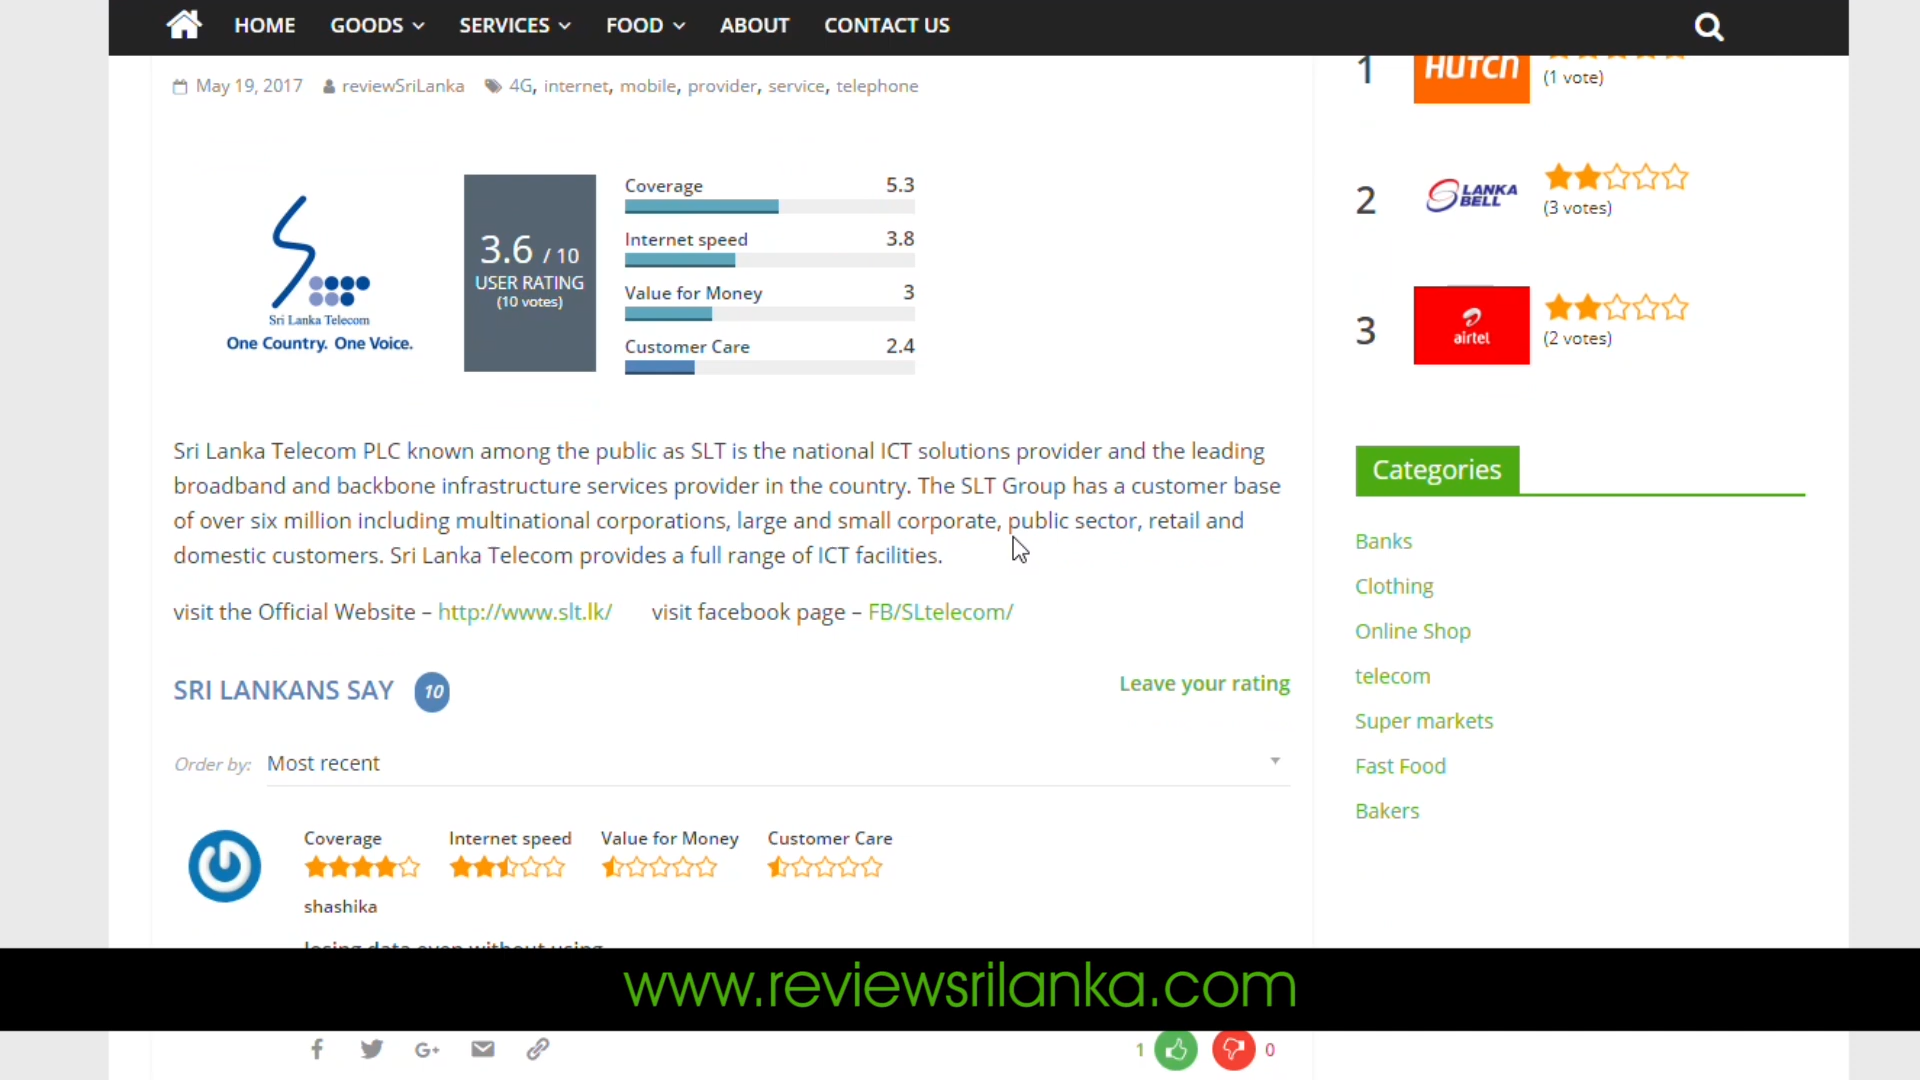 HOME GOODS SERVICES FOOD ABOUT CONTACT US
May 19, 2017 reviewSriLanka 4G, internet, mobile, provider, service, telephone
Sri Lanka Telecom
One Country. One Voice.
3.6 / 10
USER RATING
(10 votes)
Coverage 5.3
Internet speed 3.8
Value for Money 3
Customer Care 2.4
Sri Lanka Telecom PLC known among the public as SLT is the national ICT solutions provider and the leading
broadband and backbone infrastructure services provider in the country. The SLT Group has a customer base
of over six million including multinational corporations, large and small corporate, public sector, retail and
domestic customers. Sri Lanka Telecom provides a full range of ICT facilities.
visit the Official Website – http://www.slt.lk/ visit facebook page – FB/SLtelecom/
SRI LANKANS SAY 10
Leave your rating
Order by: Most recent
Coverage Internet speed Value for Money Customer Care
shashika
losing data even without using
1 0
1 HUTCH (1 vote)
2 LANKA BELL (3 votes)
3 airtel (2 votes)
Categories
Banks
Clothing
Online Shop
telecom
Super markets
Fast Food
Bakers
www.reviewsrilanka.com